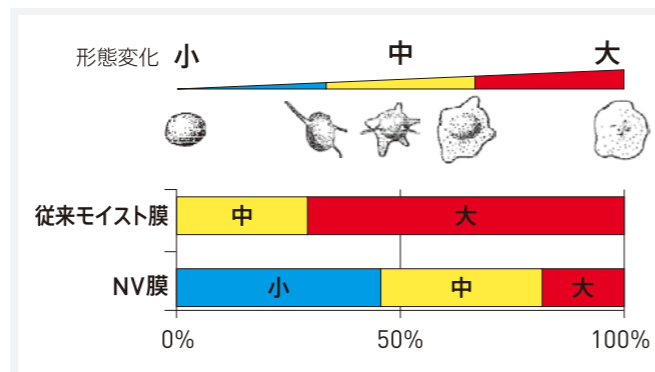 形態変化 小 中 大
従来モイスト膜 中 大
NV膜 小 中 大
0% 50% 100%